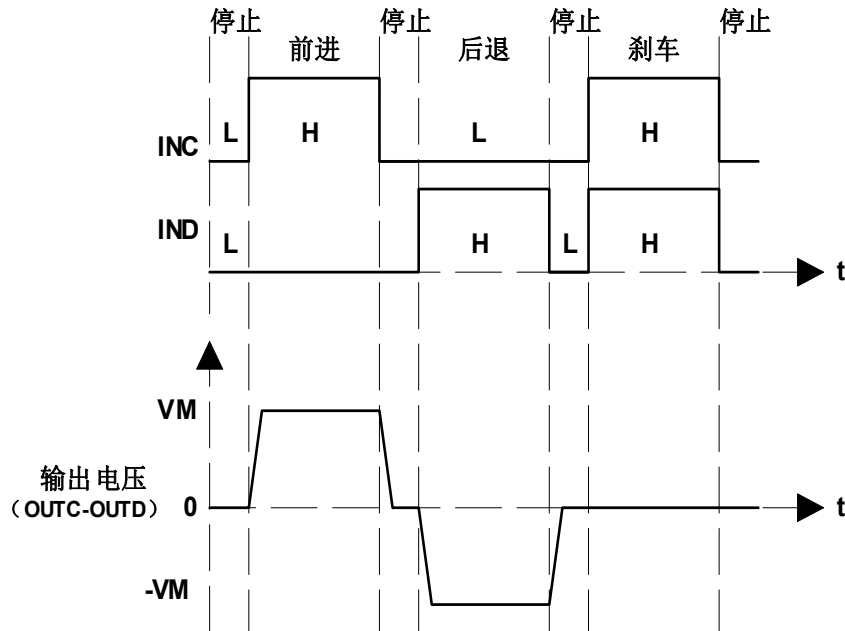 停止 停止 停止 停止
前进 后退 刹车
INC L H L H
IND L H L H
t
VM
输出电压
（OUTC-OUTD） 0 t
-VM